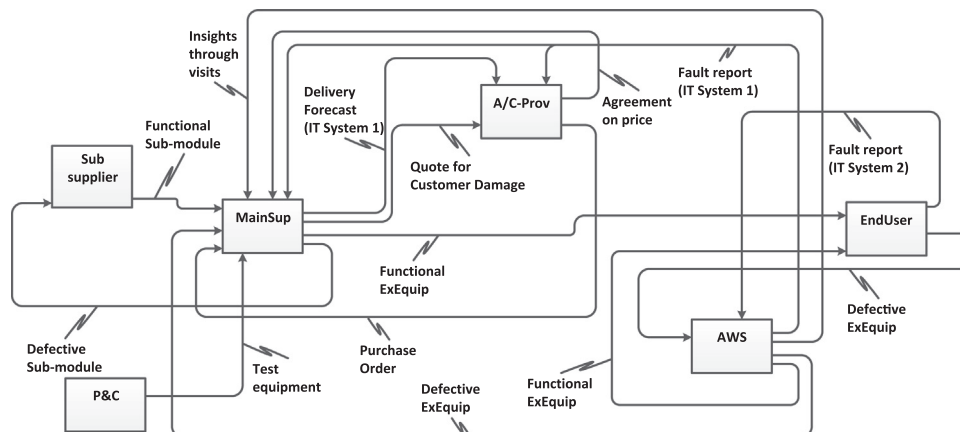 Insights
through
visits
Fault report
(IT System 1)
Delivery
Forecast
(IT System 1)
A/C-Prov
Agreement
on price
Functional
Sub-module
Fault report
(IT System 2)
Sub
supplier
Quote for
Customer Damage
MainSup
EndUser
Functional
ExEquip
Defective
ExEquip
AWS
Defective
Sub-module
Test
equipment
Purchase
Order
P&C
Defective
ExEquip
Functional
ExEquip